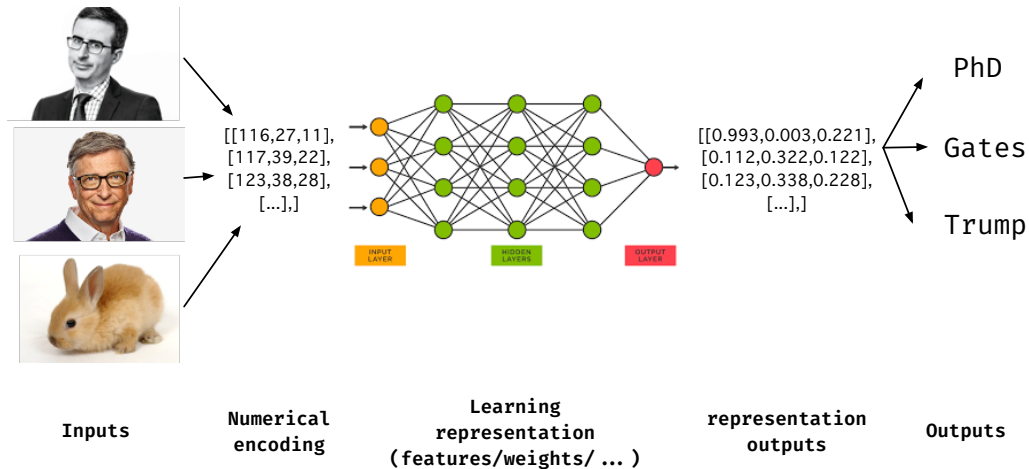 PhD
Gates
Trump
[[116,27,11],
[117,39,22],
[123,38,28],
[...],]
[[0.993,0.003,0.221],
[0.112,0.322,0.122],
[0.123,0.338,0.228],
[...],]
INPUT
LAYER
HIDDEN
LAYERS
OUTPUT
LAYER
Inputs
Numerical
encoding
Learning
representation
(features/weights/...)
representation
outputs
Outputs